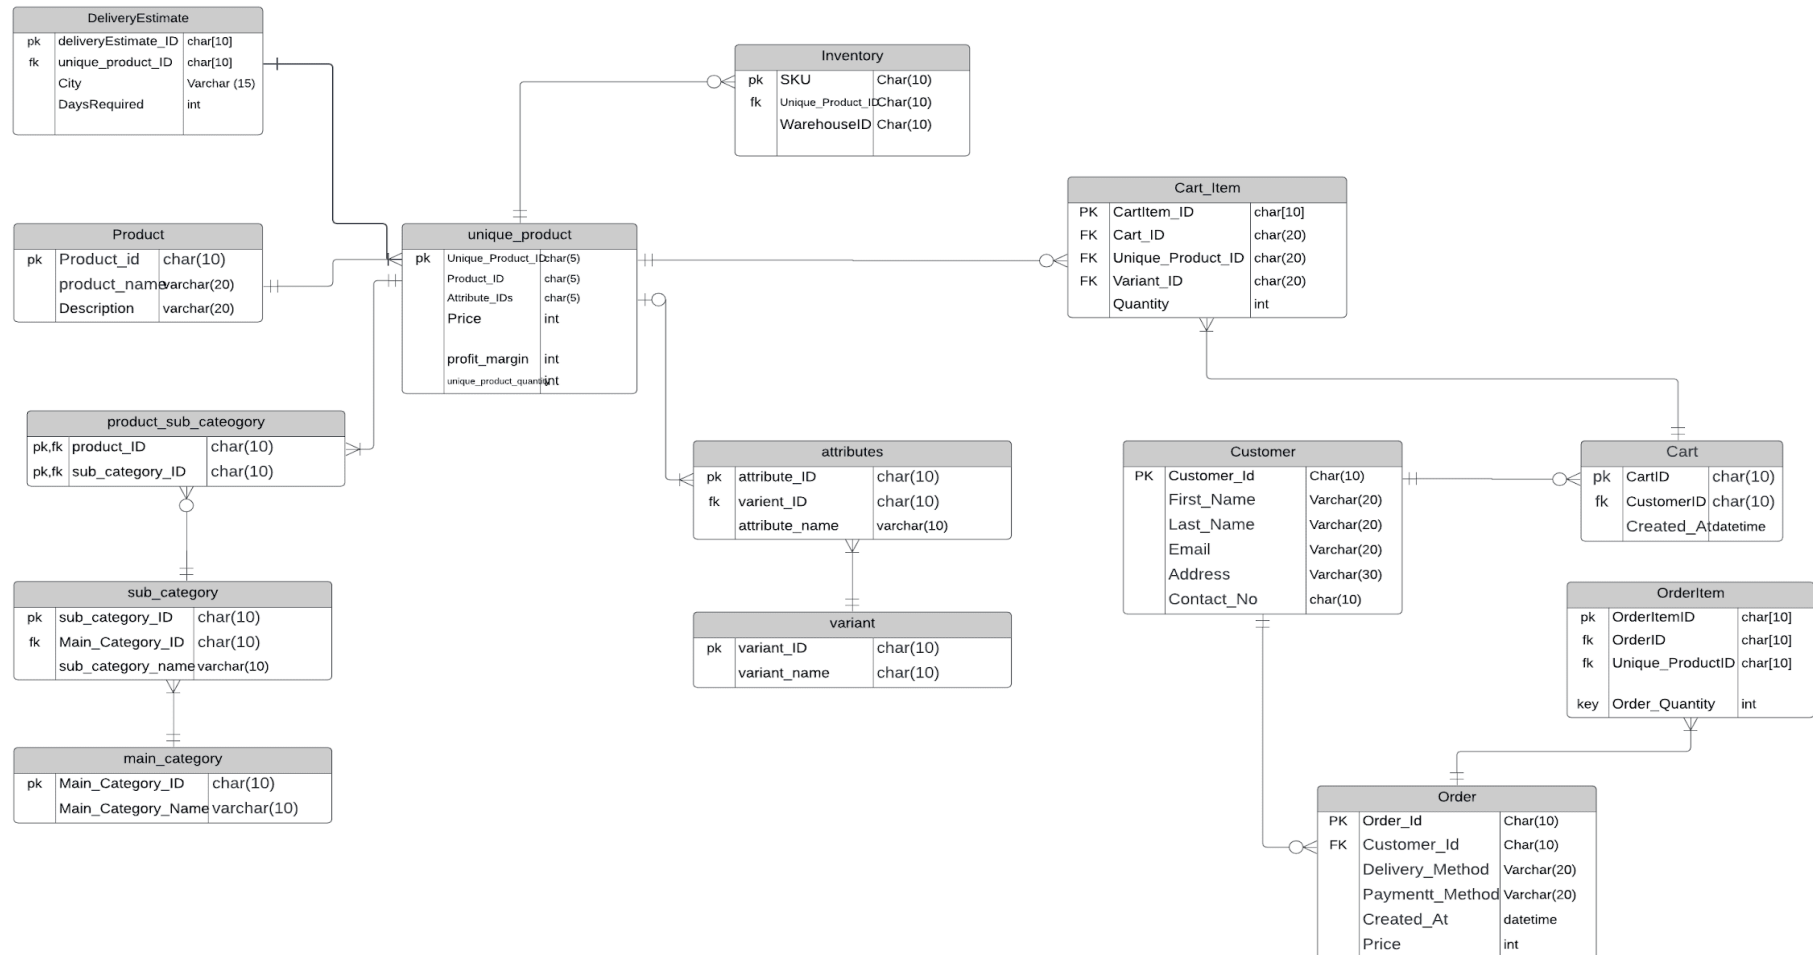 DeliveryEstimate
pk deliveryEstimate_ID char[10]
fk unique_product_ID char[10]
City Varchar (15)
DaysRequired int
Inventory
pk SKU Char(10)
fk Unique_Product_ID Char(10)
WarehouseID Char(10)
Cart_Item
PK CartItem_ID char[10]
FK Cart_ID char(20)
FK Unique_Product_ID char(20)
FK Variant_ID char(20)
Quantity int
Product
pk Product_id char(10)
product_name varchar(20)
Description varchar(20)
unique_product
pk Unique_Product_ID char(5)
Product_ID char(5)
Attribute_IDs char(5)
Price int
profit_margin int
unique_product_quantity int
product_sub_cateogory
pk,fk product_ID char(10)
pk,fk sub_category_ID char(10)
attributes
pk attribute_ID char(10)
fk varient_ID char(10)
attribute_name varchar(10)
Customer
PK Customer_Id Char(10)
First_Name Varchar(20)
Last_Name Varchar(20)
Email Varchar(20)
Address Varchar(30)
Contact_No char(10)
Cart
pk CartID char(10)
fk CustomerID char(10)
Created_At datetime
sub_category
pk sub_category_ID char(10)
fk Main_Category_ID char(10)
sub_category_name varchar(10)
variant
pk variant_ID char(10)
variant_name char(10)
OrderItem
pk OrderItemID char[10]
fk OrderID char[10]
fk Unique_ProductID char[10]
key Order_Quantity int
main_category
pk Main_Category_ID char(10)
Main_Category_Name varchar(10)
Order
PK Order_Id Char(10)
FK Customer_Id Char(10)
Delivery_Method Varchar(20)
Paymentt_Method Varchar(20)
Created_At datetime
Price int